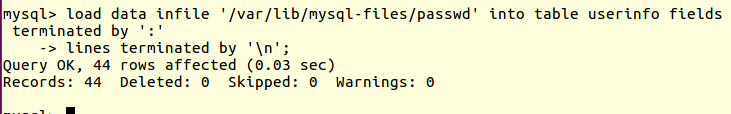 mysql> load data infile '/var/lib/mysql-files/passwd' into table userinfo fields
 terminated by ':'
    -> lines terminated by '\n';
Query OK, 44 rows affected (0.03 sec)
Records: 44  Deleted: 0  Skipped: 0  Warnings: 0

mysql>